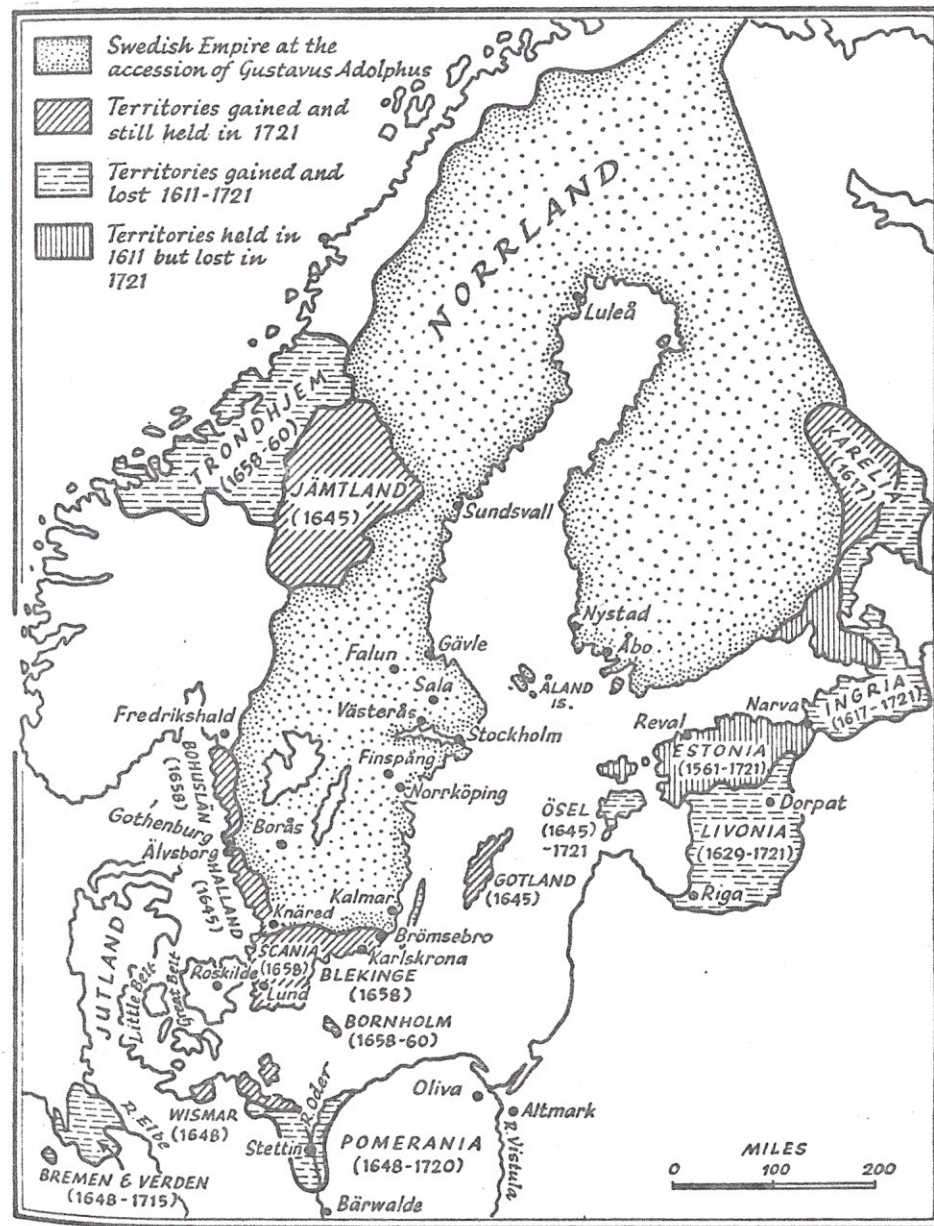 Swedish Empire at the
accession of Gustavus Adolphus
Territories gained and
still held in 1721
Territories gained and
lost 1611-1721
Territories held in
1611 but lost in
1721
NORRLAND
Luleå
TRONDHJEM
(1658-60)
JÄMTLAND
(1645)
KARELIA
(1617)
Sundsvall
Nystad
Åbo
Gävle
Falun
ÅLAND
IS.
Sala
Västerås
Stockholm
Fredrikshald
Narva
INGRIA
(1617-1721)
Reval
ESTONIA
(1561-1721)
BOHUSLÄN
(1658)
Finspång
Norrköping
Dorpat
ÖSEL
(1645)
-1721
LIVONIA
(1629-1721)
Gothenburg
Älvsborg
Borås
HALLAND
(1645)
GOTLAND
(1645)
Riga
Kalmar
Knäred
Brömsebro
Karlskrona
JUTLAND
Little Belt
Great Belt
Roskilde
SCANIA
(1658)
Lund
BLEKINGE
(1658)
BORNHOLM
(1658-60)
R. Elbe
WISMAR
(1648)
R. Oder
Stettin
Oliva
Altmark
R. Vistula
POMERANIA
(1648-1720)
BREMEN & VERDEN
(1648-1715)
Bärwalde
MILES
0 100 200